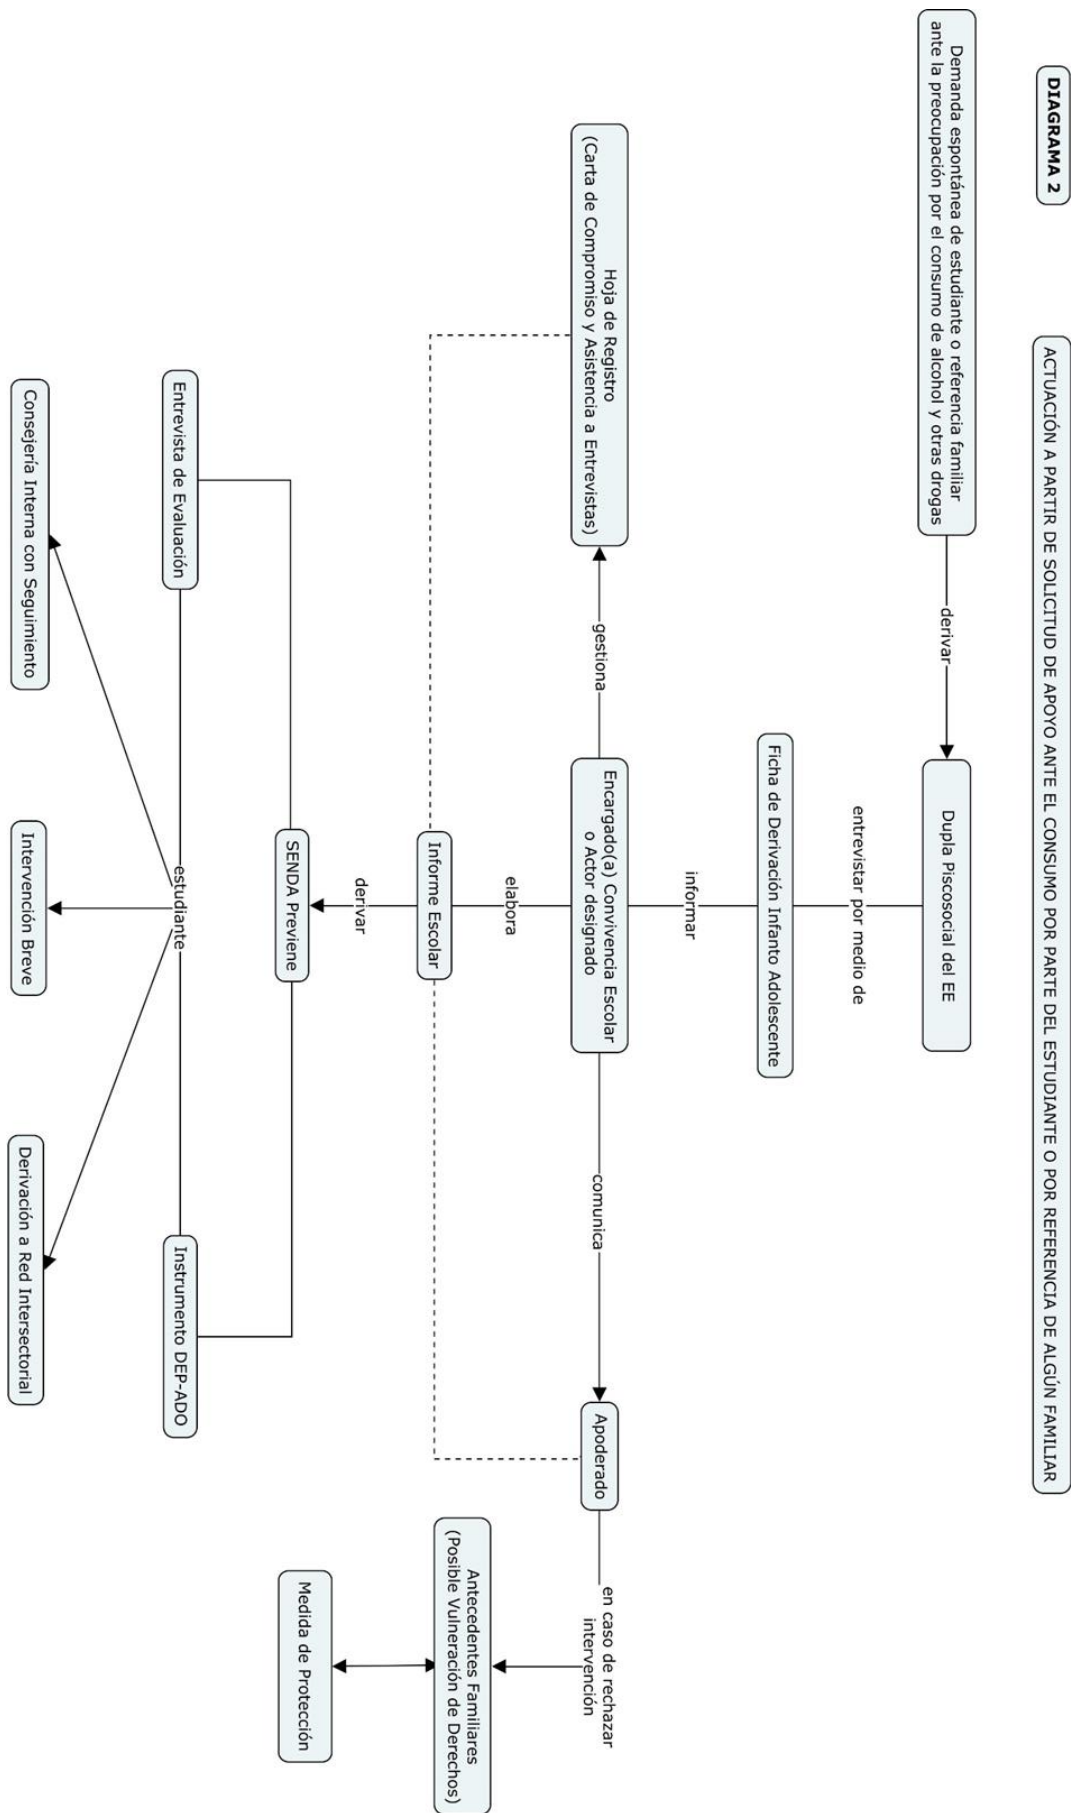 DIAGRAMA 2
ACTUACIÓN A PARTIR DE SOLICITUD DE APOYO ANTE EL CONSUMO POR PARTE DEL ESTUDIANTE O POR REFERENCIA DE ALGÚN FAMILIAR
Demanda espontánea de estudiante o referencia familiar
ante la preocupación por el consumo de alcohol y otras drogas
derivar
Dupla Piscosocial del EE
entrevistar por medio de
Ficha de Derivación Infanto Adolescente
informar
Hoja de Registro
(Carta de Compromiso y Asistencia a Entrevistas)
gestiona
Encargado(a) Convivencia Escolar
o Actor designado
comunica
Apoderado
en caso de rechazar
intervención
elabora
Informe Escolar
Antecedentes Familiares
(Posible Vulneración de Derechos)
derivar
SENDA Previene
Medida de Protección
Entrevista de Evaluación
estudiante
Instrumento DEP-ADO
Consejería Interna con Seguimiento
Intervención Breve
Derivación a Red Intersectorial